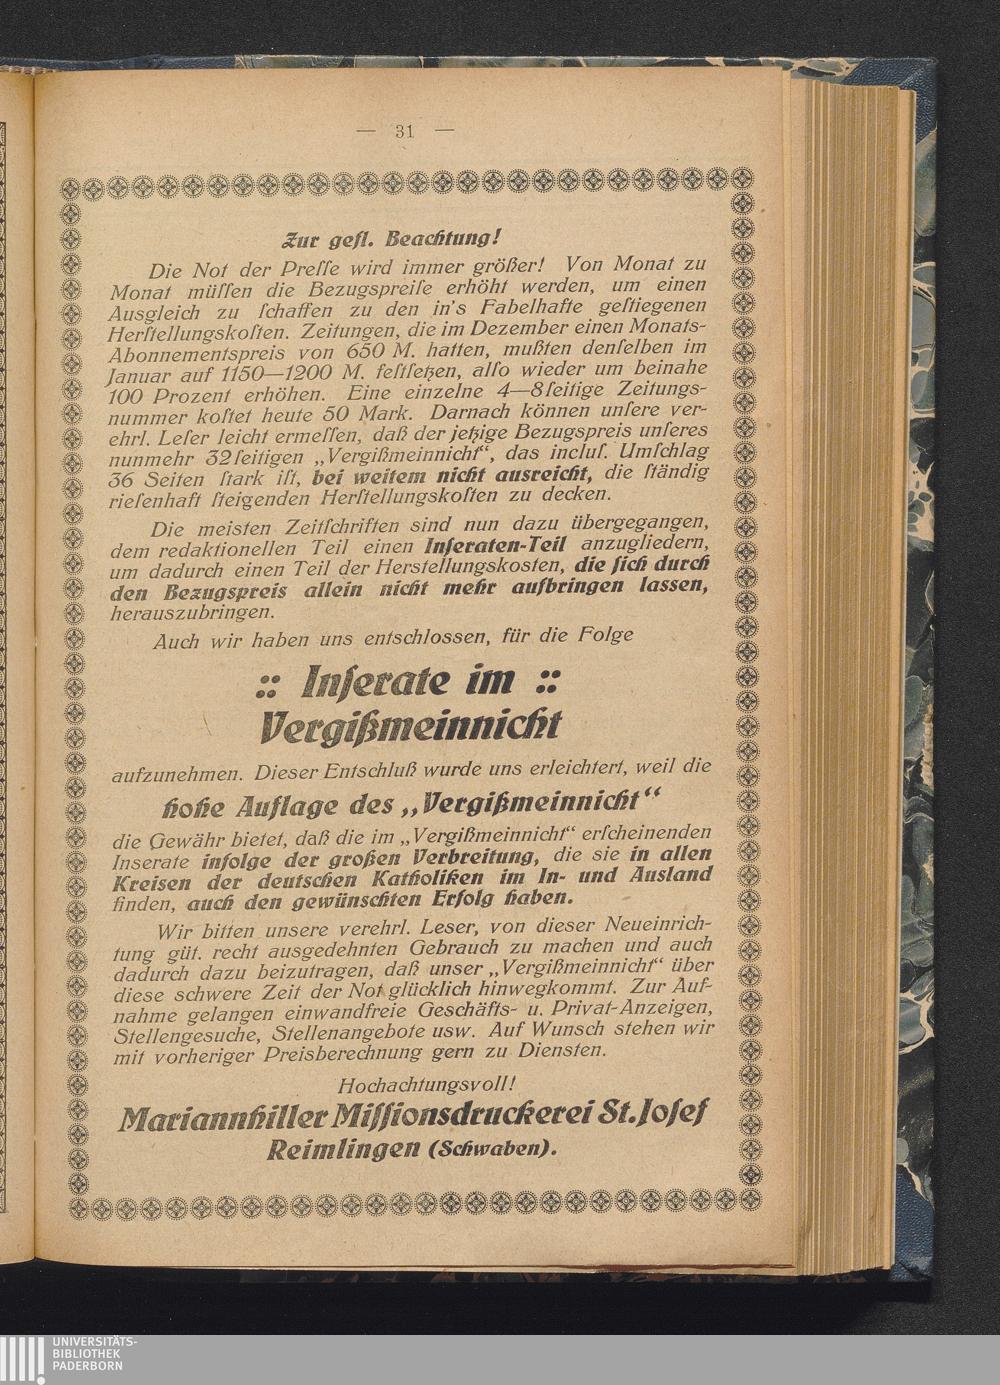 — 31 —
Zur gefl. Beachtung!
Die Not der Preſſe wird immer größer! Von Monat zu
Monat müſſen die Bezugspreiſe erhöht werden, um einen
Ausgleich zu ſchaffen zu den in's Fabelhafte geſtiegenen
Herſtellungskoſten. Zeitungen, die im Dezember einen Monats-
Abonnementspreis von 650 M. hatten, mußten denſelben im
Januar auf 1150—1200 M. feſtſetzen, alſo wieder um beinahe
100 Prozent erhöhen. Eine einzelne 4—8ſeitige Zeitungs-
nummer koſtet heute 50 Mark. Darnach können unſere ver-
ehrl. Leſer leicht ermeſſen, daß der jetzige Bezugspreis unſeres
nunmehr 32ſeitigen „Vergißmeinnicht“, das incluſ. Umſchlag
36 Seiten ſtark iſt, bei weitem nicht ausreicht, die ſtändig
rieſenhaft ſteigenden Herſtellungskoſten zu decken.
Die meisten Zeitſchriften sind nun dazu übergegangen,
dem redaktionellen Teil einen Inſeraten-Teil anzugliedern,
um dadurch einen Teil der Herstellungskosten, die ſich durch
den Bezugspreis allein nicht mehr aufbringen lassen,
herauszubringen.
Auch wir haben uns entschlossen, für die Folge
:: Inſerate im ::
Vergißmeinnicht
aufzunehmen. Dieser Entschluß wurde uns erleichtert, weil die
hohe Auflage des „Vergißmeinnicht“
die Gewähr bietet, daß die im „Vergißmeinnicht“ erſcheinenden
Inserate infolge der großen Verbreitung, die sie in allen
Kreisen der deutschen Katholiken im In- und Ausland
finden, auch den gewünschten Erfolg haben.
Wir bitten unsere verehrl. Leser, von dieser Neueinrich-
tung güt. recht ausgedehnten Gebrauch zu machen und auch
dadurch dazu beizutragen, daß unser „Vergißmeinnicht“ über
diese schwere Zeit der Not glücklich hinwegkommt. Zur Auf-
nahme gelangen einwandfreie Geschäfts- u. Privat-Anzeigen,
Stellengesuche, Stellenangebote usw. Auf Wunsch stehen wir
mit vorheriger Preisberechnung gern zu Diensten.
Hochachtungsvoll!
Mariannhiller Miſſionsdruckerei St. Joſef
Reimlingen (Schwaben).
UNIVERSITÄTS-
BIBLIOTHEK
PADERBORN